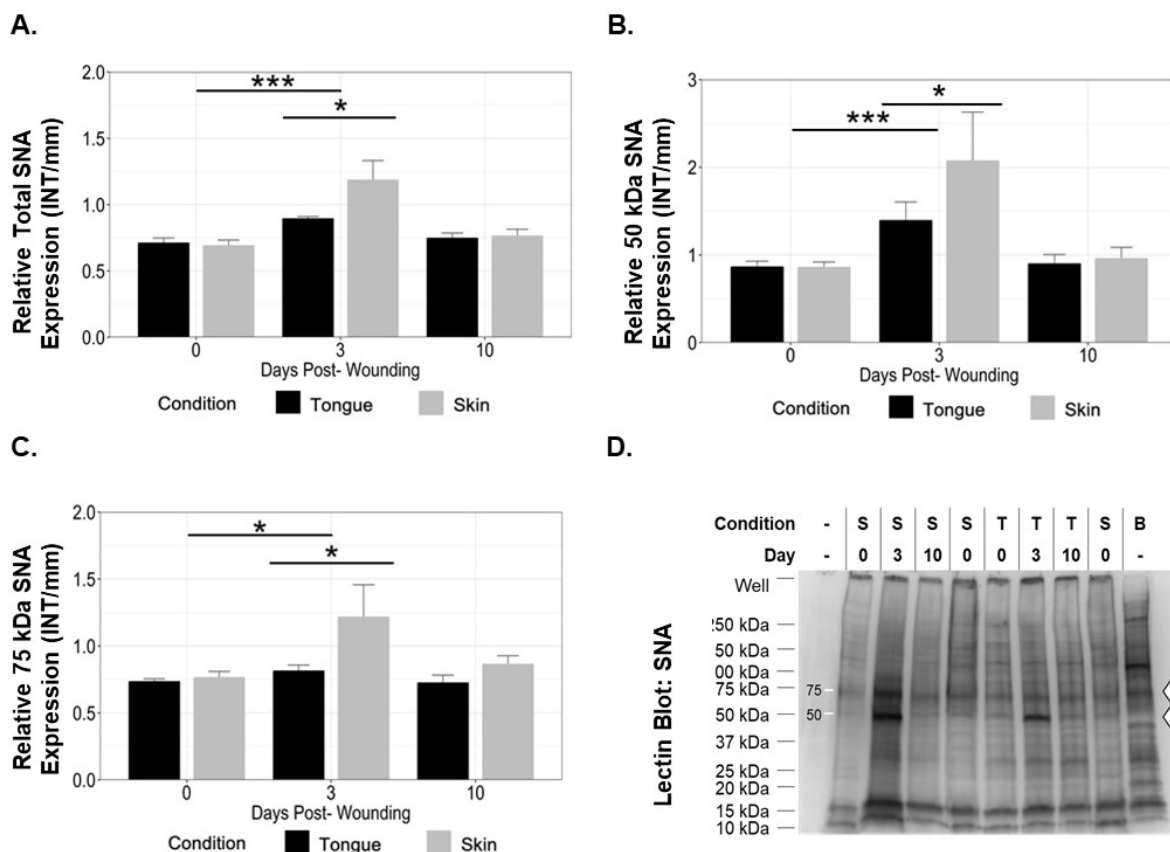 A.
Relative Total SNA
Expression (INT/mm)
2.0
1.5
1.0
0.5
0.0
***
*
0 3 10
Days Post- Wounding
Condition Tongue Skin
B.
Relative 50 kDa SNA
Expression (INT/mm)
3
2
1
0
***
*
0 3 10
Days Post- Wounding
Condition Tongue Skin
C.
Relative 75 kDa SNA
Expression (INT/mm)
2.0
1.5
1.0
0.5
0.0
*
*
0 3 10
Days Post- Wounding
Condition Tongue Skin
D.
Condition - S S S S T T T S B
Day - 0 3 10 0 0 3 10 0 -
Lectin Blot: SNA
Well
250 kDa
50 kDa
00 kDa
75 kDa
50 kDa
37 kDa
25 kDa
20 kDa
15 kDa
10 kDa
75
50